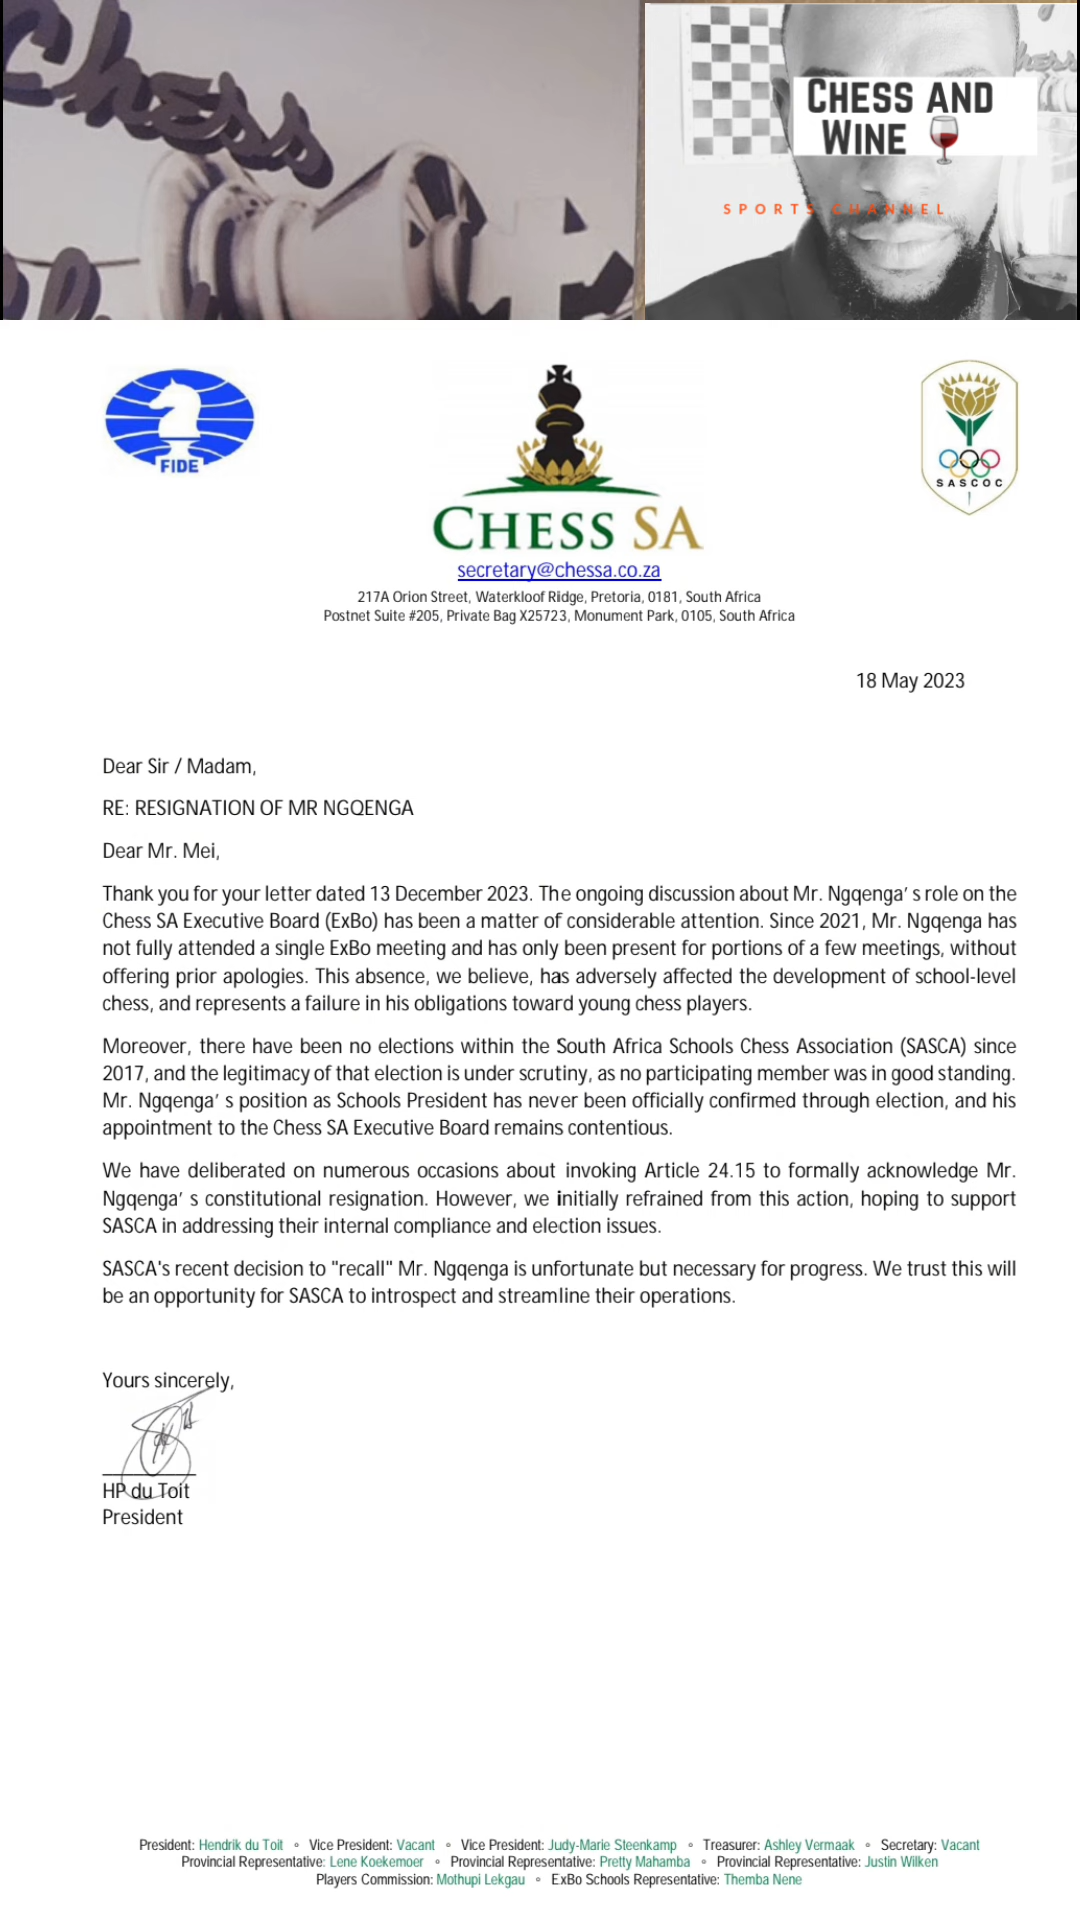 Chess
CHESS AND
WINE
SPORTS CHANNEL
FIDE
CHESS SA
SASCOC
secretary@chessa.co.za
217A Orion Street, Waterkloof Ridge, Pretoria, 0181, South Africa
Postnet Suite #205, Private Bag X25723, Monument Park, 0105, South Africa
18 May 2023
Dear Sir / Madam,
RE: RESIGNATION OF MR NGQENGA
Dear Mr. Mei,
Thank you for your letter dated 13 December 2023. The ongoing discussion about Mr. Ngqenga’ s role on the
Chess SA Executive Board (ExBo) has been a matter of considerable attention. Since 2021, Mr. Ngqenga has
not fully attended a single ExBo meeting and has only been present for portions of a few meetings, without
offering prior apologies. This absence, we believe, has adversely affected the development of school-level
chess, and represents a failure in his obligations toward young chess players.
Moreover, there have been no elections within the South Africa Schools Chess Association (SASCA) since
2017, and the legitimacy of that election is under scrutiny, as no participating member was in good standing.
Mr. Ngqenga’ s position as Schools President has never been officially confirmed through election, and his
appointment to the Chess SA Executive Board remains contentious.
We have deliberated on numerous occasions about invoking Article 24.15 to formally acknowledge Mr.
Ngqenga’ s constitutional resignation. However, we initially refrained from this action, hoping to support
SASCA in addressing their internal compliance and election issues.
SASCA's recent decision to "recall" Mr. Ngqenga is unfortunate but necessary for progress. We trust this will
be an opportunity for SASCA to introspect and streamline their operations.
Yours sincerely,
HP du Toit
President
President: Hendrik du Toit ∘ Vice President: Vacant ∘ Vice President: Judy-Marie Steenkamp ∘ Treasurer: Ashley Vermaak ∘ Secretary: Vacant
Provincial Representative: Lene Koekemoer ∘ Provincial Representative: Pretty Mahamba ∘ Provincial Representative: Justin Wilken
Players Commission: Mothupi Lekgau ∘ ExBo Schools Representative: Themba Nene